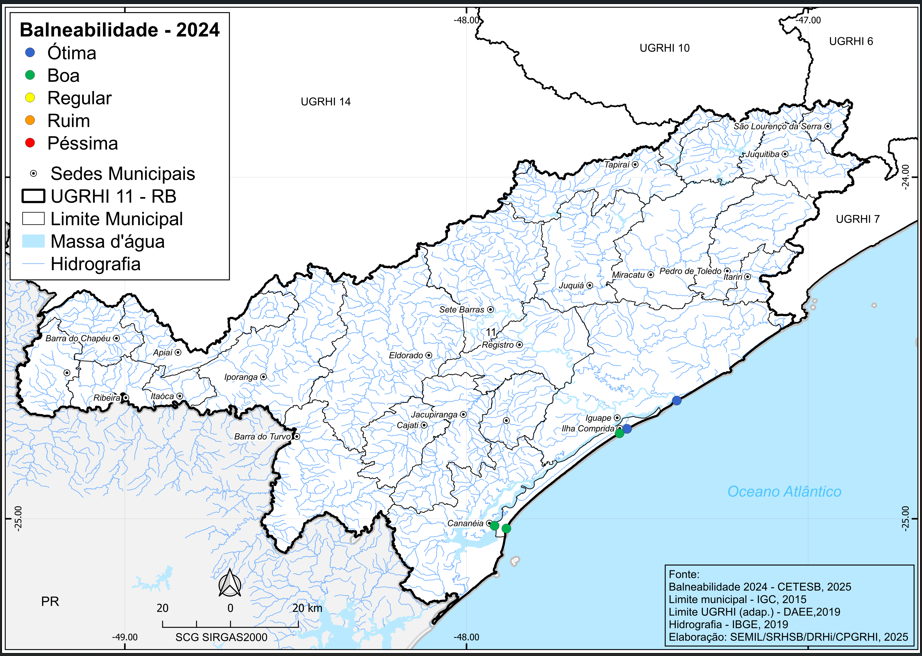 Balneabilidade - 2024
Ótima
Boa
Regular
Ruim
Péssima
Sedes Municipais
UGRHI 11 - RB
Limite Municipal
Massa d'água
Hidrografia
-48.00
-47.00
UGRHI 10
UGRHI 6
UGRHI 14
São Lourenço da Serra
Juquitiba
Tapiraí
-24.00
UGRHI 7
Miracatu
Pedro de Toledo
Itariri
Juquiá
Sete Barras
11
Registro
Barra do Chapéu
Apiaí
Eldorado
Iporanga
Ribeira
Itaóca
Jacupiranga
Cajati
Iguape
Ilha Comprida
Barra do Turvo
Oceano Atlântico
Cananéia
-25.00
-25.00
PR
20 0 20 km
SCG SIRGAS2000
-49.00
-48.00
Fonte:
Balneabilidade 2024 - CETESB, 2025
Limite municipal - IGC, 2015
Limite UGRHI (adap.) - DAEE,2019
Hidrografia - IBGE, 2019
Elaboração: SEMIL/SRHSB/DRHi/CPGRHI, 2025